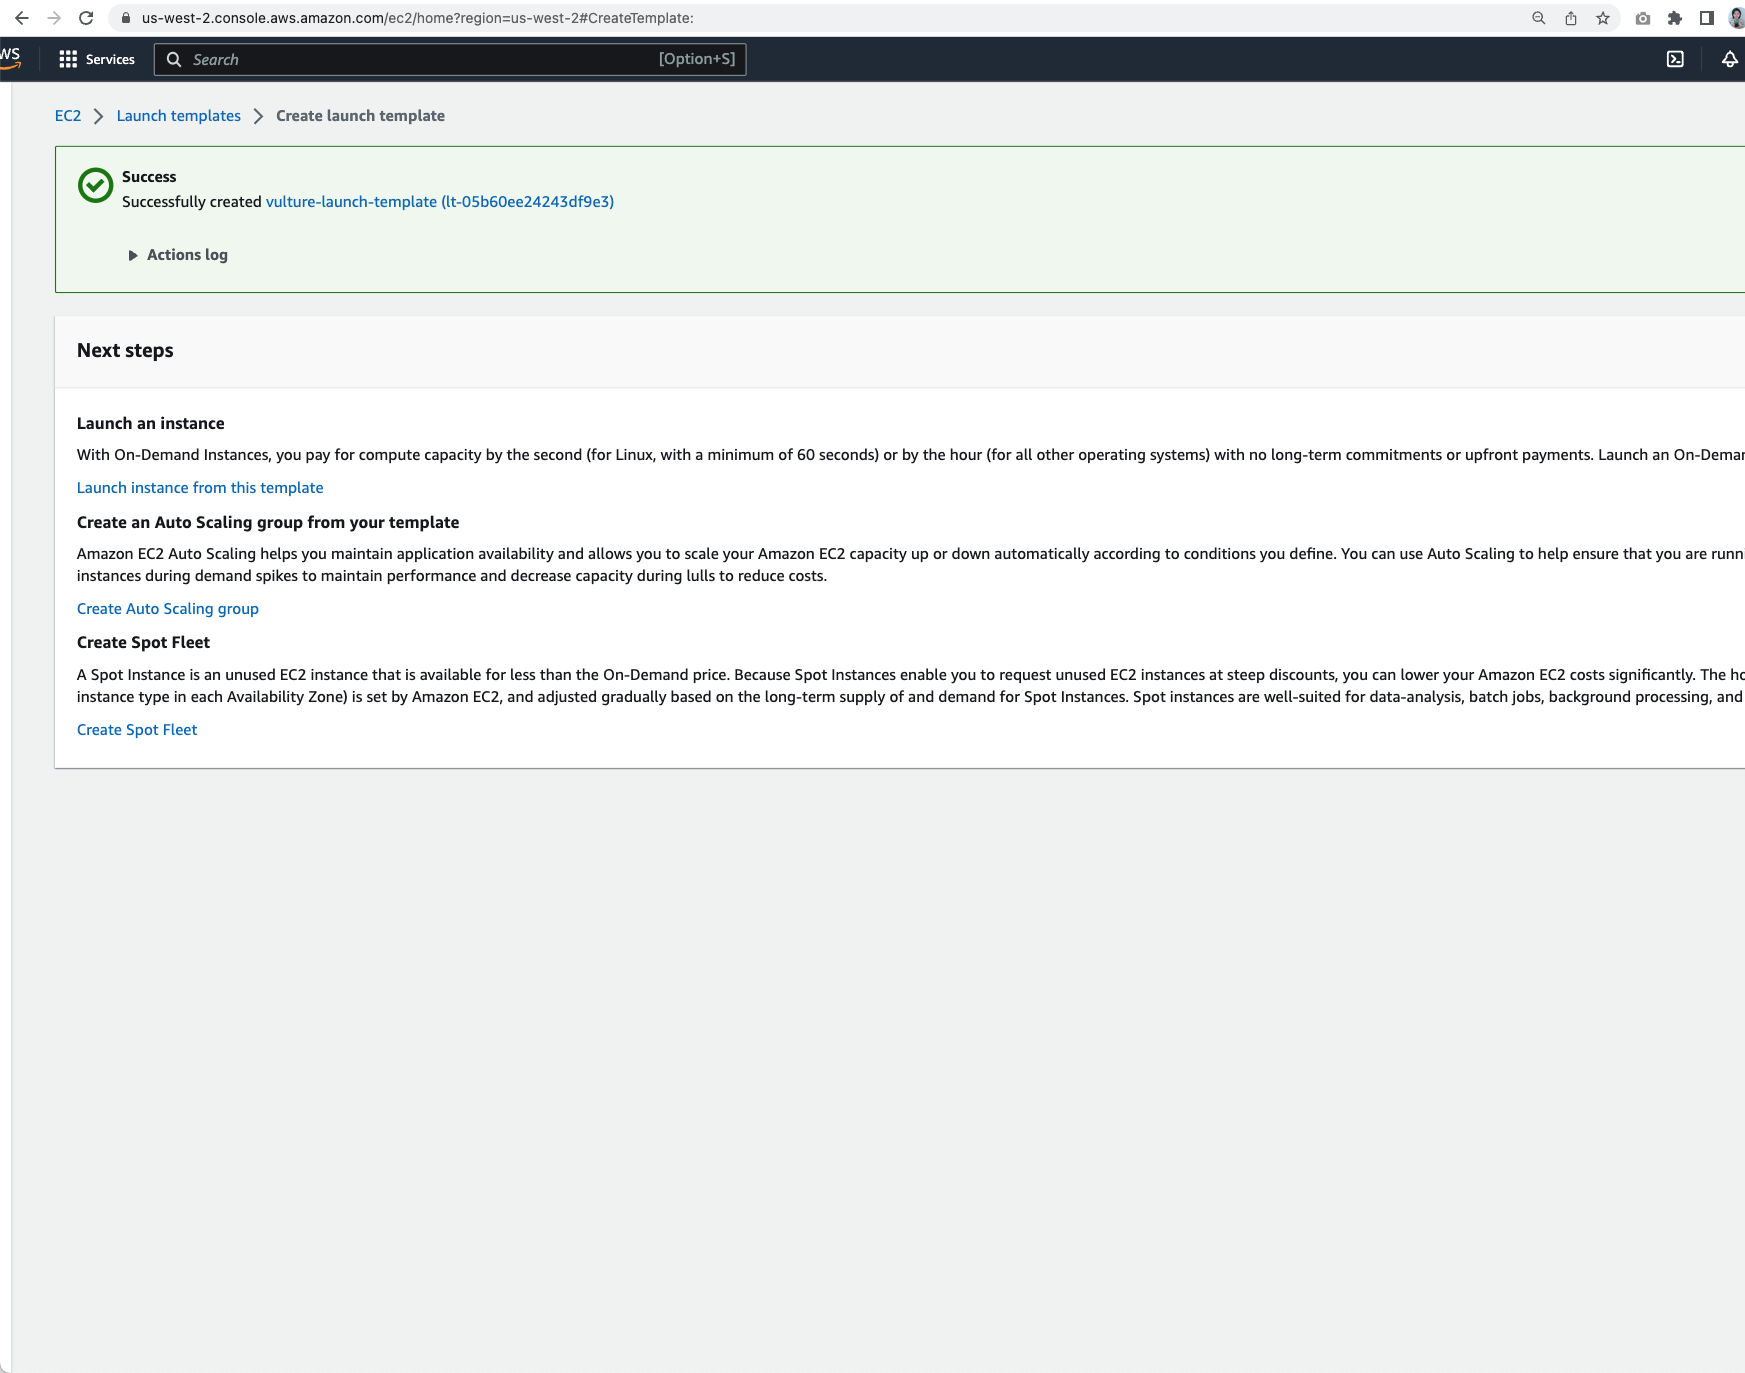 us-west-2.console.aws.amazon.com/ec2/home?region=us-west-2#CreateTemplate:
Services
Search
[Option+S]
EC2 > Launch templates > Create launch template
Success
Successfully created vulture-launch-template (lt-05b60ee24243df9e3)
Actions log
Next steps
Launch an instance
With On-Demand Instances, you pay for compute capacity by the second (for Linux, with a minimum of 60 seconds) or by the hour (for all other operating systems) with no long-term commitments or upfront payments. Launch an On-Demar
Launch instance from this template
Create an Auto Scaling group from your template
Amazon EC2 Auto Scaling helps you maintain application availability and allows you to scale your Amazon EC2 capacity up or down automatically according to conditions you define. You can use Auto Scaling to help ensure that you are runni
instances during demand spikes to maintain performance and decrease capacity during lulls to reduce costs.
Create Auto Scaling group
Create Spot Fleet
A Spot Instance is an unused EC2 instance that is available for less than the On-Demand price. Because Spot Instances enable you to request unused EC2 instances at steep discounts, you can lower your Amazon EC2 costs significantly. The ho
instance type in each Availability Zone) is set by Amazon EC2, and adjusted gradually based on the long-term supply of and demand for Spot Instances. Spot instances are well-suited for data-analysis, batch jobs, background processing, and
Create Spot Fleet